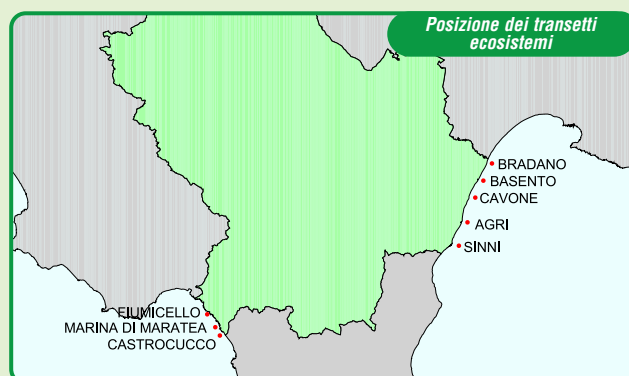 Posizione dei transetti
ecosistemi
BRADANO
BASENTO
CAVONE
AGRI
SINNI
FIUMICELLO
MARINA DI MARATEA
CASTROCUCCO